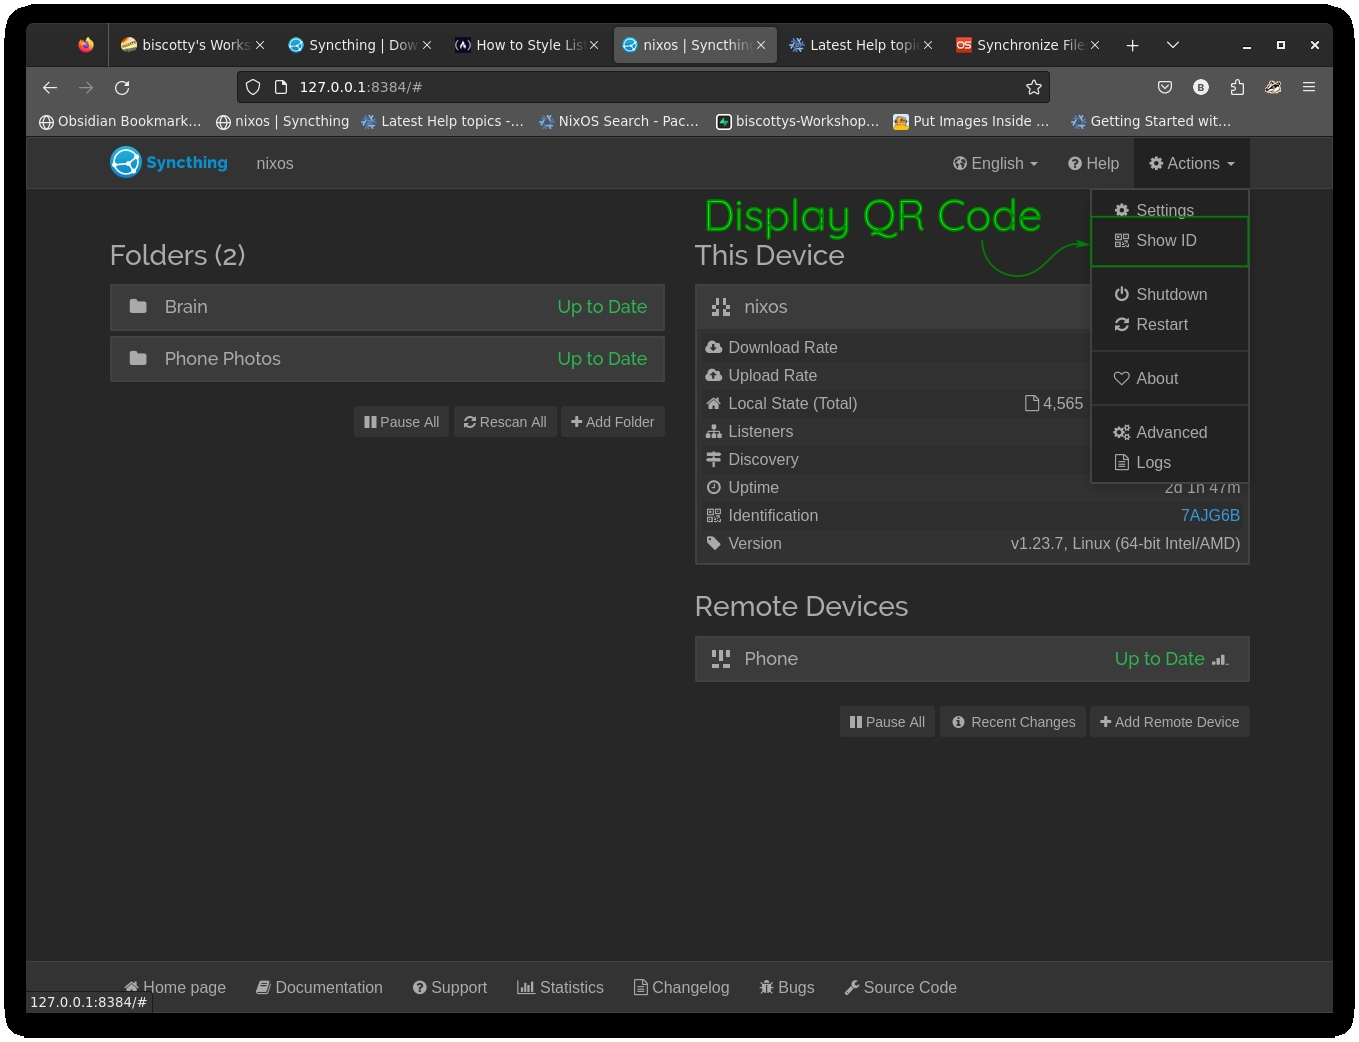 biscotty's Works
Syncthing | Dow
How to Style Lis
nixos | Syncthing
Latest Help topi
Synchronize File
127.0.0.1:8384/#
B
Obsidian Bookmark…
nixos | Syncthing
Latest Help topics -…
NixOS Search - Pac…
biscottys-Workshop…
Put Images Inside …
Getting Started wit…
Syncthing
nixos
English
Help
Actions
Display QR Code
Settings
Show ID
Shutdown
Restart
About
Advanced
Logs
Folders (2)
Brain Up to Date
Phone Photos Up to Date
Pause All
Rescan All
Add Folder
This Device
nixos
Download Rate
Upload Rate
Local State (Total) 4,565
Listeners
Discovery
Uptime 2d 1h 47m
Identification 7AJG6B
Version v1.23.7, Linux (64-bit Intel/AMD)
Remote Devices
Phone Up to Date
Pause All
Recent Changes
Add Remote Device
Home page
Documentation
Support
Statistics
Changelog
Bugs
Source Code
127.0.0.1:8384/#